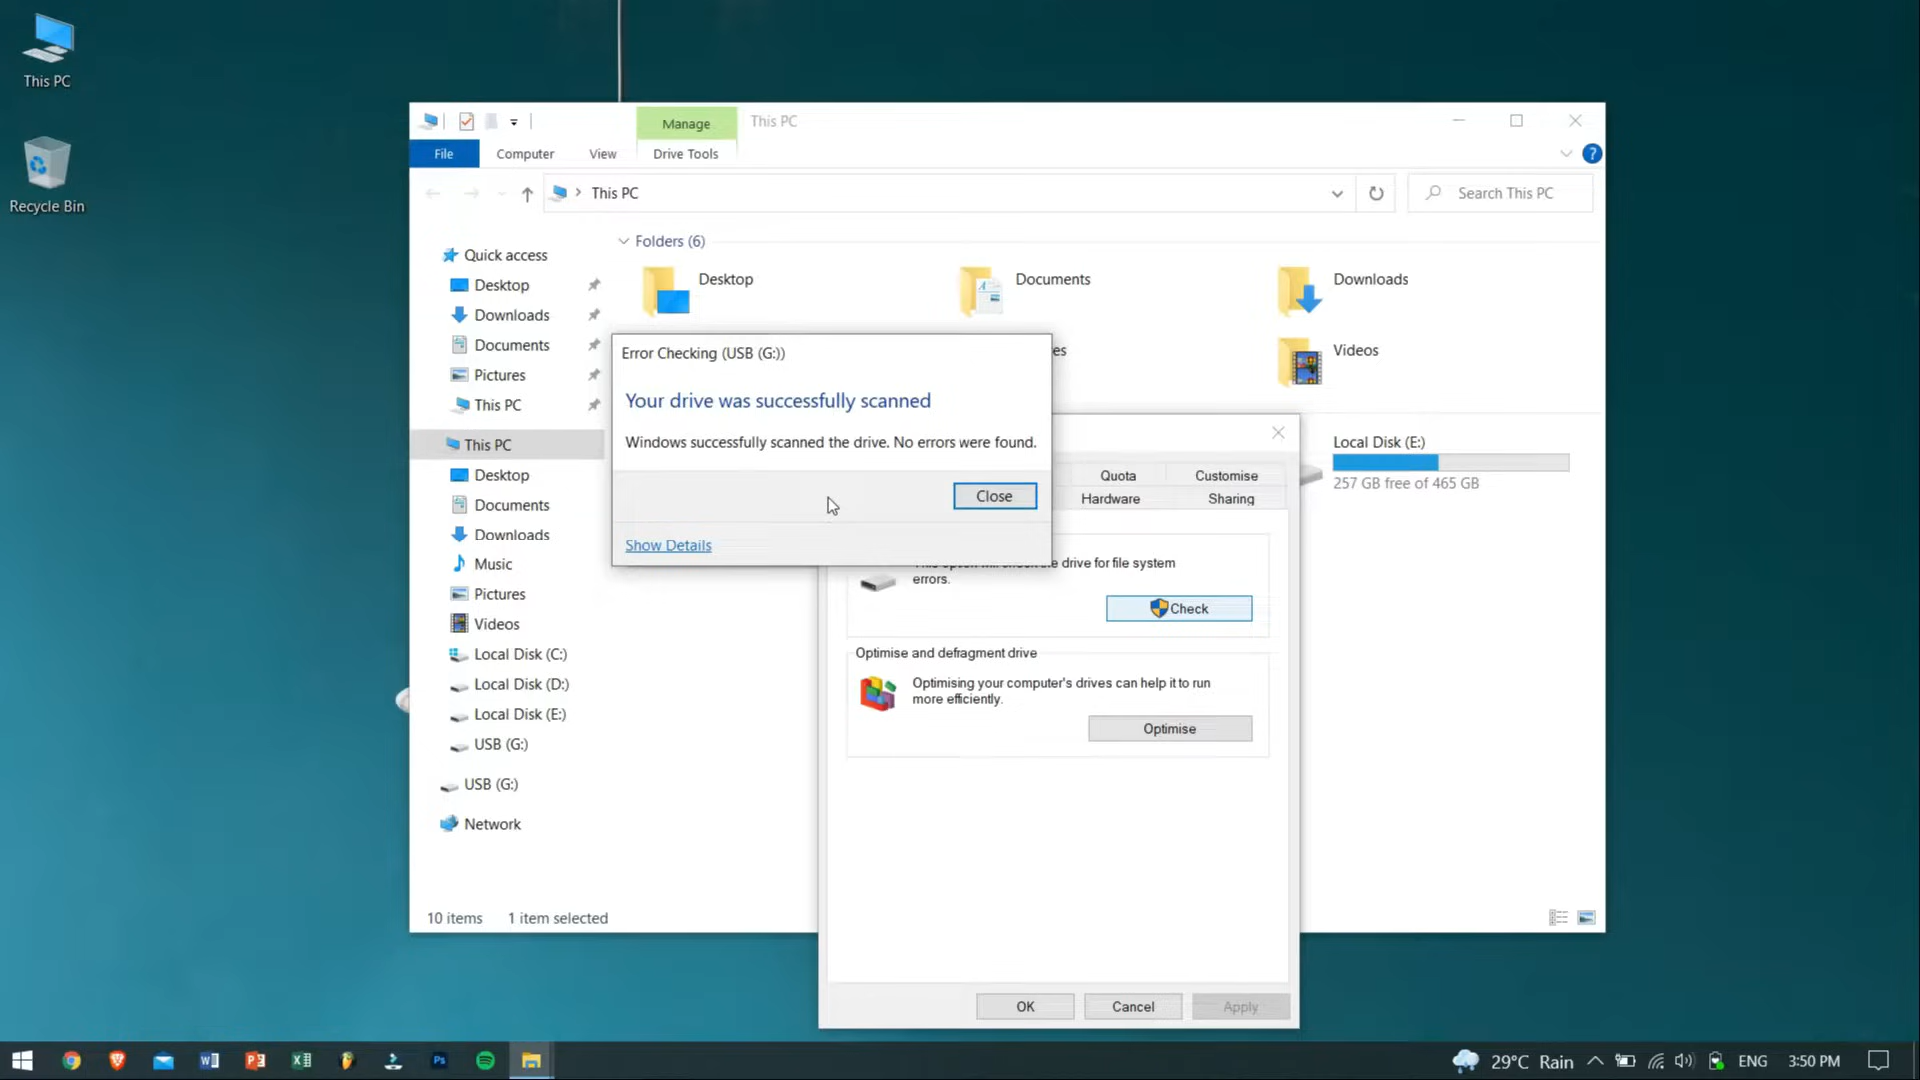 This PC
Recycle Bin
Manage
This PC
File
Computer
View
Drive Tools
?
This PC
Search This PC
Quick access
Desktop
Downloads
Documents
Pictures
This PC
This PC
Desktop
Documents
Downloads
Music
Pictures
Videos
Local Disk (C:)
Local Disk (D:)
Local Disk (E:)
USB (G:)
USB (G:)
Network
Folders (6)
Desktop
Documents
Downloads
es
Videos
Local Disk (E:)
257 GB free of 465 GB
Error Checking (USB (G:))
Your drive was successfully scanned
Windows successfully scanned the drive. No errors were found.
Close
Show Details
Quota
Customise
Hardware
Sharing
This option will check the drive for file system
errors.
Check
Optimise and defragment drive
Optimising your computer's drives can help it to run
more efficiently.
Optimise
OK
Cancel
Apply
10 items
1 item selected
29°C Rain
ENG
3:50 PM